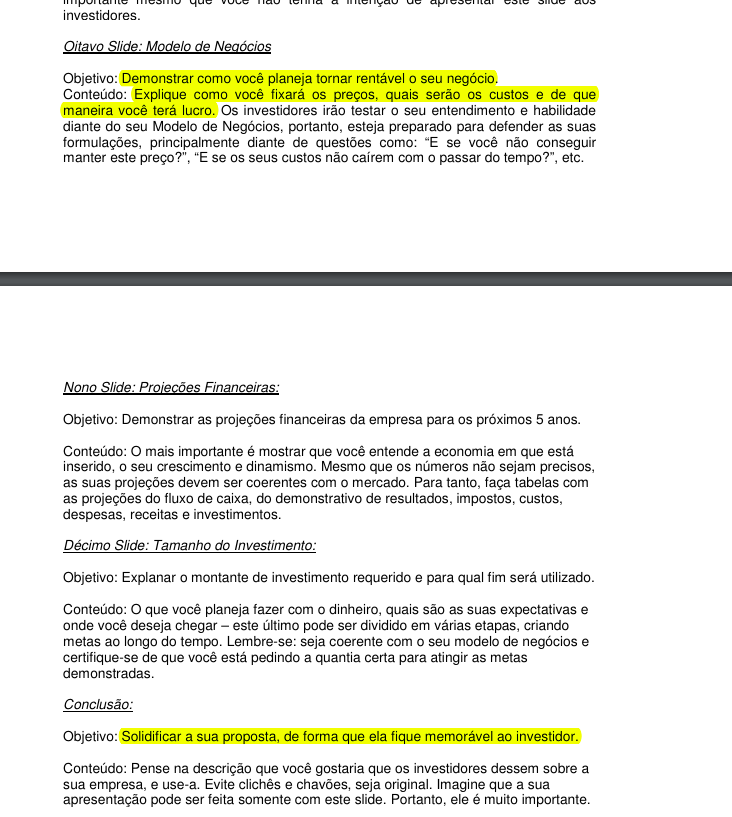 importante mesmo que você não tenha a intenção de apresentar este slide aos
investidores.
Oitavo Slide: Modelo de Negócios
Objetivo: Demonstrar como você planeja tornar rentável o seu negócio.
Conteúdo: Explique como você fixará os preços, quais serão os custos e de que
maneira você terá lucro. Os investidores irão testar o seu entendimento e habilidade
diante do seu Modelo de Negócios, portanto, esteja preparado para defender as suas
formulações, principalmente diante de questões como: “E se você não conseguir
manter este preço?”, “E se os seus custos não caírem com o passar do tempo?”, etc.
Nono Slide: Projeções Financeiras:
Objetivo: Demonstrar as projeções financeiras da empresa para os próximos 5 anos.
Conteúdo: O mais importante é mostrar que você entende a economia em que está
inserido, o seu crescimento e dinamismo. Mesmo que os números não sejam precisos,
as suas projeções devem ser coerentes com o mercado. Para tanto, faça tabelas com
as projeções do fluxo de caixa, do demonstrativo de resultados, impostos, custos,
despesas, receitas e investimentos.
Décimo Slide: Tamanho do Investimento:
Objetivo: Explanar o montante de investimento requerido e para qual fim será utilizado.
Conteúdo: O que você planeja fazer com o dinheiro, quais são as suas expectativas e
onde você deseja chegar – este último pode ser dividido em várias etapas, criando
metas ao longo do tempo. Lembre-se: seja coerente com o seu modelo de negócios e
certifique-se de que você está pedindo a quantia certa para atingir as metas
demonstradas.
Conclusão:
Objetivo: Solidificar a sua proposta, de forma que ela fique memorável ao investidor.
Conteúdo: Pense na descrição que você gostaria que os investidores dessem sobre a
sua empresa, e use-a. Evite clichês e chavões, seja original. Imagine que a sua
apresentação pode ser feita somente com este slide. Portanto, ele é muito importante.